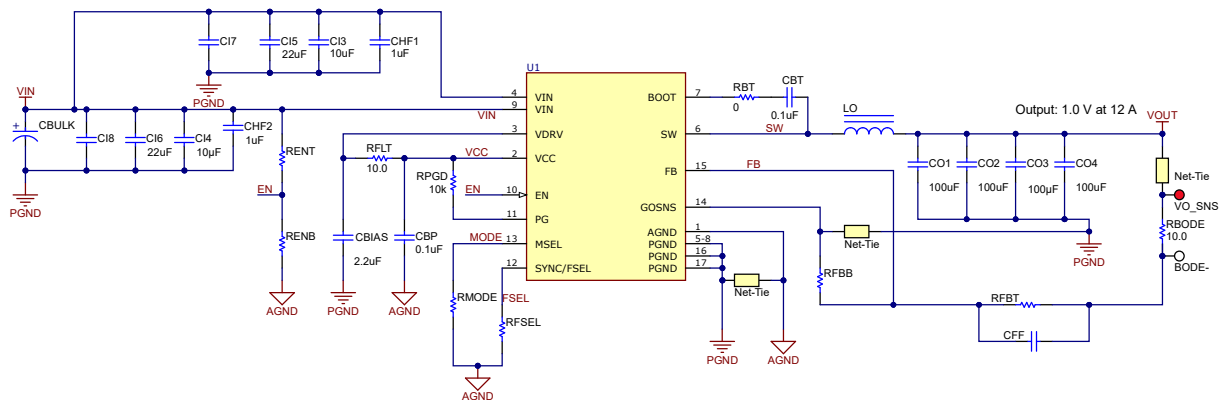 CI7
CI5
22uF
CI3
10uF
CHF1
1uF
PGND
VIN
+
CBULK
CI8
CI6
22uF
CI4
10µF
CHF2
1uF
PGND
RENT
EN
RENB
AGND
VIN
RFLT
10.0
VCC
RPGD
10k
EN
CBIAS
2.2uF
PGND
CBP
0.1uF
AGND
MODE
RMODE
FSEL
RFSEL
AGND
U1
4 VIN
9 VIN
3 VDRV
2 VCC
10 EN
11 PG
13 MSEL
12 SYNC/FSEL
BOOT 7
SW 6
FB 15
GOSNS 14
AGND 1
PGND 5-8
PGND 16
PGND 17
RBT
0
CBT
0.1uF
SW
LO
Output: 1.0 V at 12 A
VOUT
FB
CO1
100uF
CO2
100uF
CO3
100µF
CO4
100uF
PGND
Net-Tie
VO_SNS
RBODE
10.0
BODE-
Net-Tie
RFBB
Net-Tie
PGND
AGND
RFBT
CFF